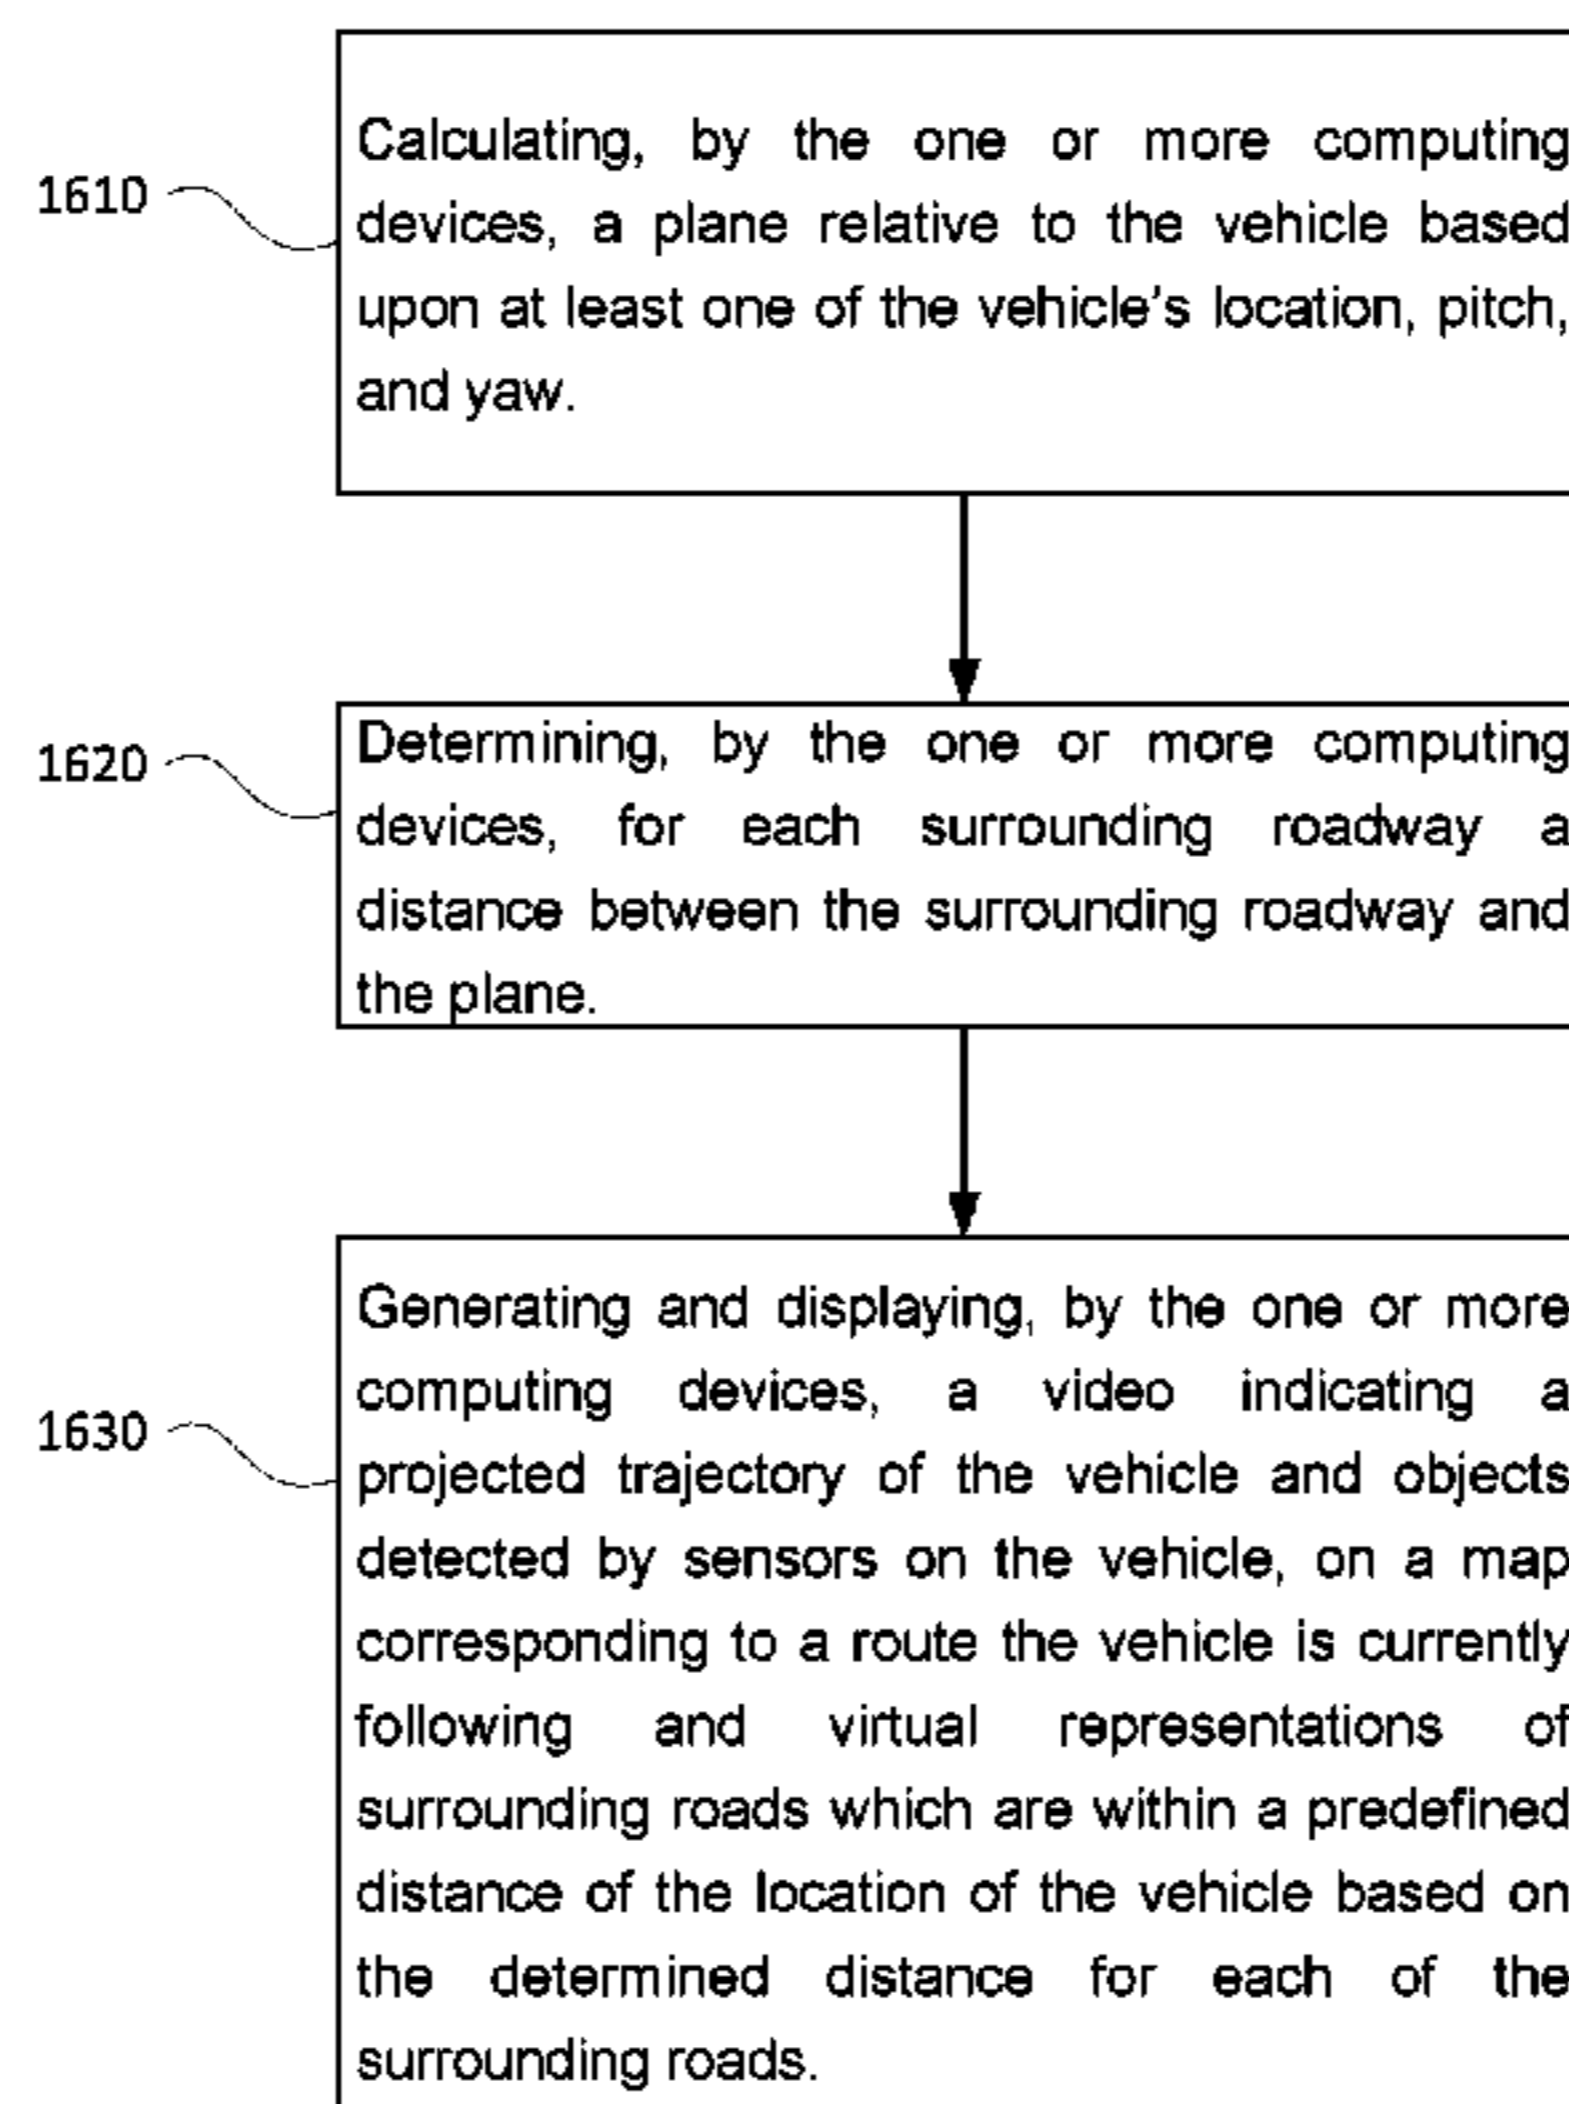 Calculating, by the one or more computing
1610
devices, a plane relative to the vehicle based
upon at least one of the vehicle's location, pitch,
and yaw.
Determining, by the one or more computing
1620
devices, for each surrounding roadway a
distance between the surrounding roadway and
the plane.
Generating and displaying, by the one or more
computing devices, a video indicating a
1630
projected trajectory of the vehicle and objects
detected by sensors on the vehicle, on a map
corresponding to a route the vehicle is currently
following and virtual representations of
surrounding roads which are within a predefined
distance of the location of the vehicle based on
the determined distance for each of the
surrounding roads.